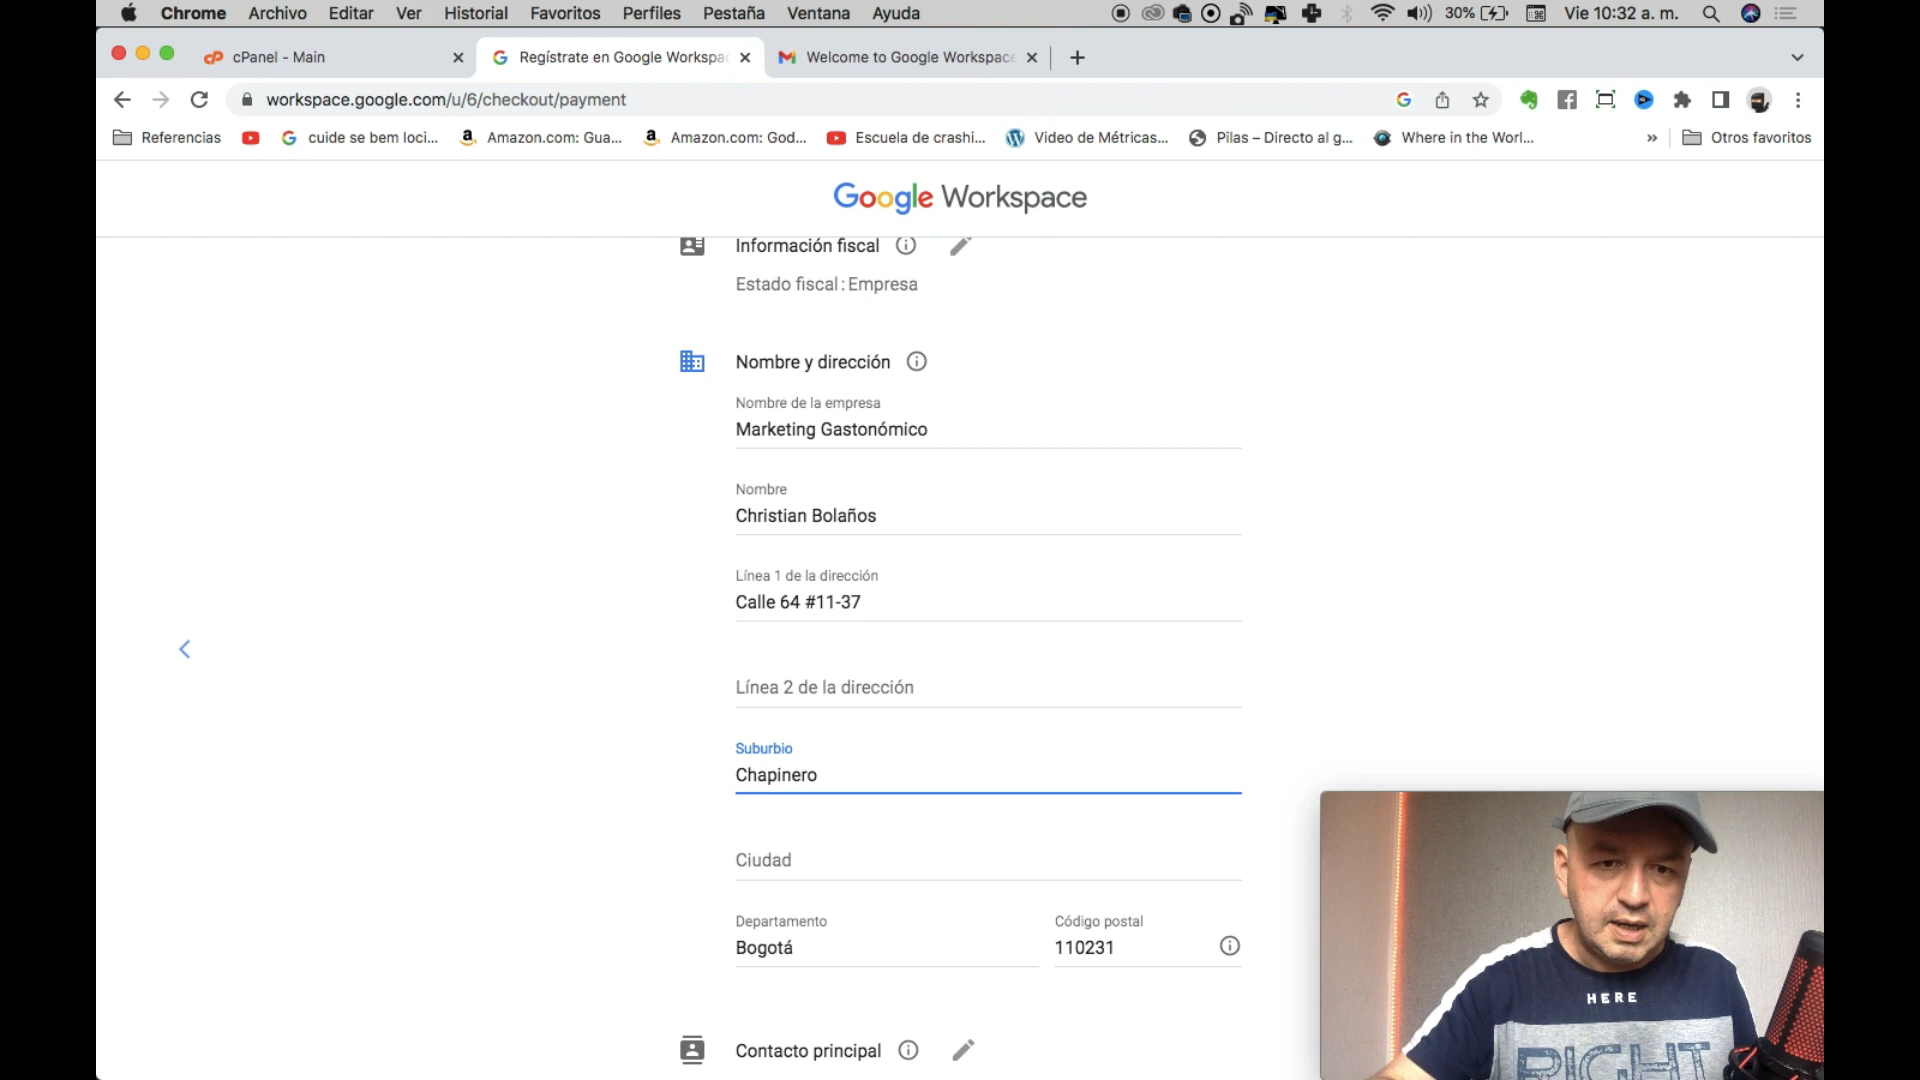 Chrome Archivo Editar Ver Historial Favoritos Perfiles Pestaña Ventana Ayuda 30% Vie 10:32 a. m.
cPanel - Main Regístrate en Google Workspac Welcome to Google Workspace
workspace.google.com/u/6/checkout/payment
Referencias cuide se bem loci... Amazon.com: Gua... Amazon.com: God... Escuela de crashi... Video de Métricas... Pilas – Directo al g... Where in the Worl... » Otros favoritos
Google Workspace
Información fiscal
Estado fiscal: Empresa
Nombre y dirección
Nombre de la empresa
Marketing Gastonómico
Nombre
Christian Bolaños
Línea 1 de la dirección
Calle 64 #11-37
Línea 2 de la dirección
Suburbio
Chapinero
Ciudad
Departamento Código postal
Bogotá 110231
Contacto principal
HERE
RIGHT